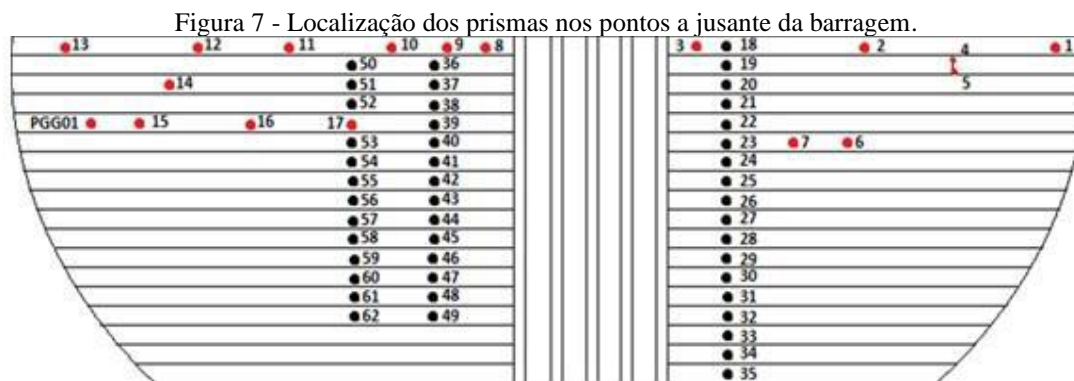 Figura 7 - Localização dos prismas nos pontos a jusante da barragem.
13 12 11 10 9 8 3 18 2 4 1
50 36 19
14 51 37 20 5
52 38 21
PGG01 15 16 17 39 22
53 40 23 7 6
54 41 24
55 42 25
56 43 26
57 44 27
58 45 28
59 46 29
60 47 30
61 48 31
62 49 32
33
34
35